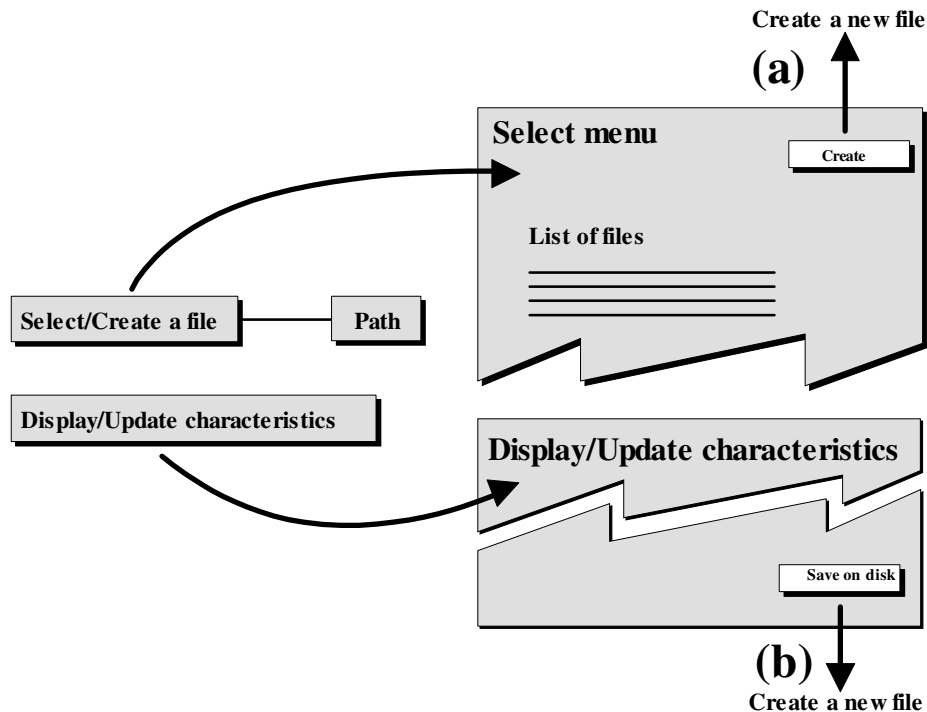 Create a new file
(a)
Select menu
Create
List of files
Select/Create a file
Path
Display/Update characteristics
Display/Update characteristics
Save on disk
(b)
Create a new file